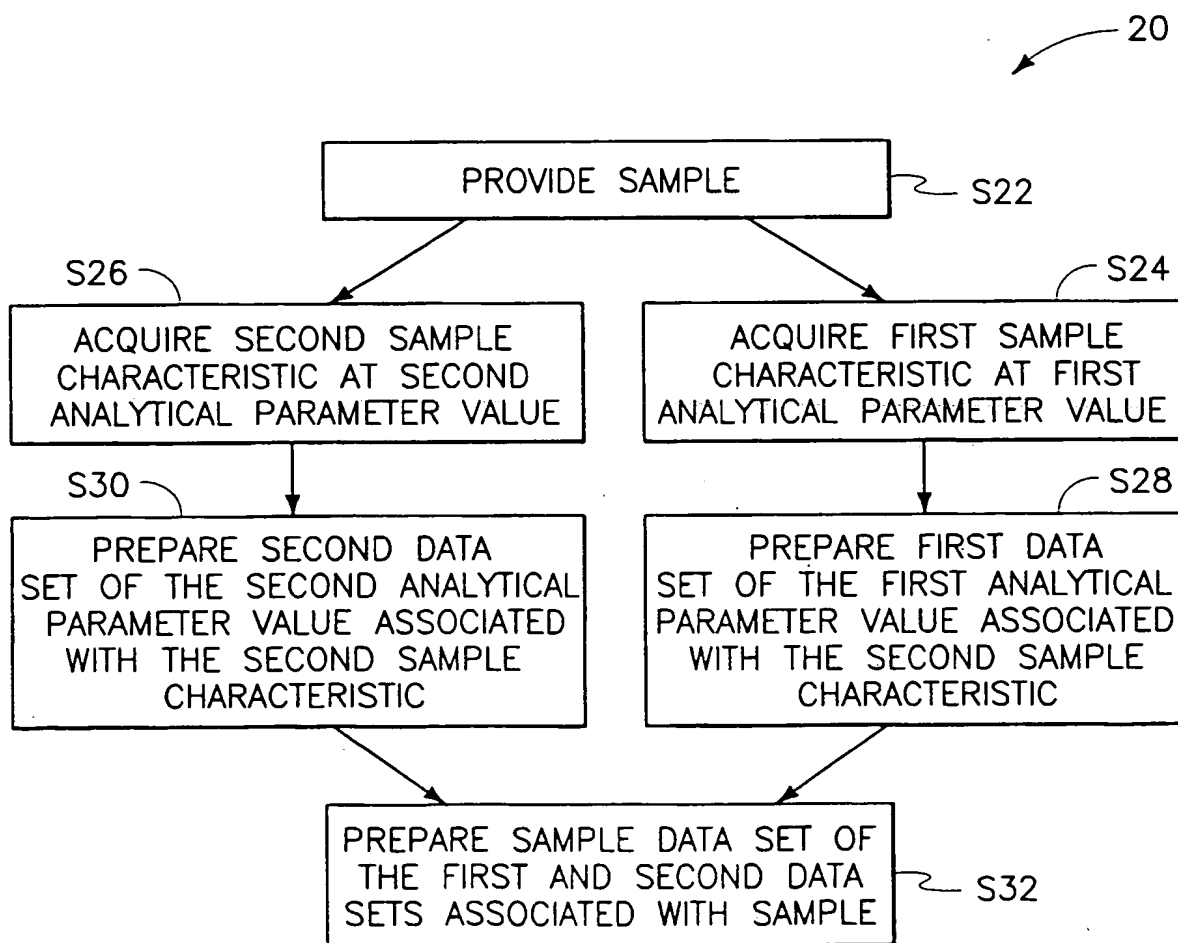 20
PROVIDE SAMPLE
S22
S26
ACQUIRE SECOND SAMPLE
CHARACTERISTIC AT SECOND
ANALYTICAL PARAMETER VALUE
S24
ACQUIRE FIRST SAMPLE
CHARACTERISTIC AT FIRST
ANALYTICAL PARAMETER VALUE
S30
PREPARE SECOND DATA
SET OF THE SECOND ANALYTICAL
PARAMETER VALUE ASSOCIATED
WITH THE SECOND SAMPLE
CHARACTERISTIC
S28
PREPARE FIRST DATA
SET OF THE FIRST ANALYTICAL
PARAMETER VALUE ASSOCIATED
WITH THE SECOND SAMPLE
CHARACTERISTIC
PREPARE SAMPLE DATA SET OF
THE FIRST AND SECOND DATA
SETS ASSOCIATED WITH SAMPLE
S32